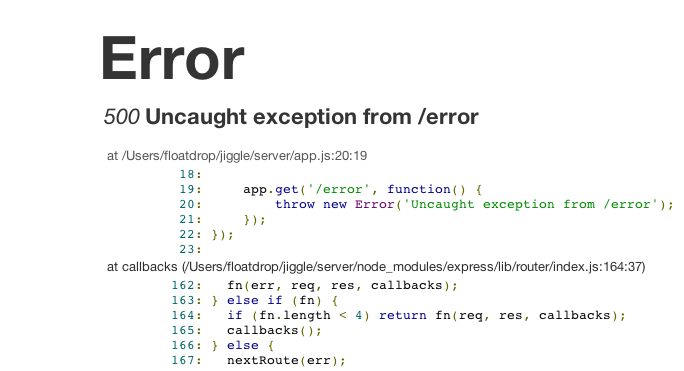 Error
500 Uncaught exception from /error
at /Users/floatdrop/jiggle/server/app.js:20:19
18:
19:     app.get('/error', function() {
20:         throw new Error('Uncaught exception from /error');
21:     });
22: });
23:
at callbacks (/Users/floatdrop/jiggle/server/node_modules/express/lib/router/index.js:164:37)
162:   fn(err, req, res, callbacks);
163: } else if (fn) {
164:   if (fn.length < 4) return fn(req, res, callbacks);
165:   callbacks();
166: } else {
167:   nextRoute(err);